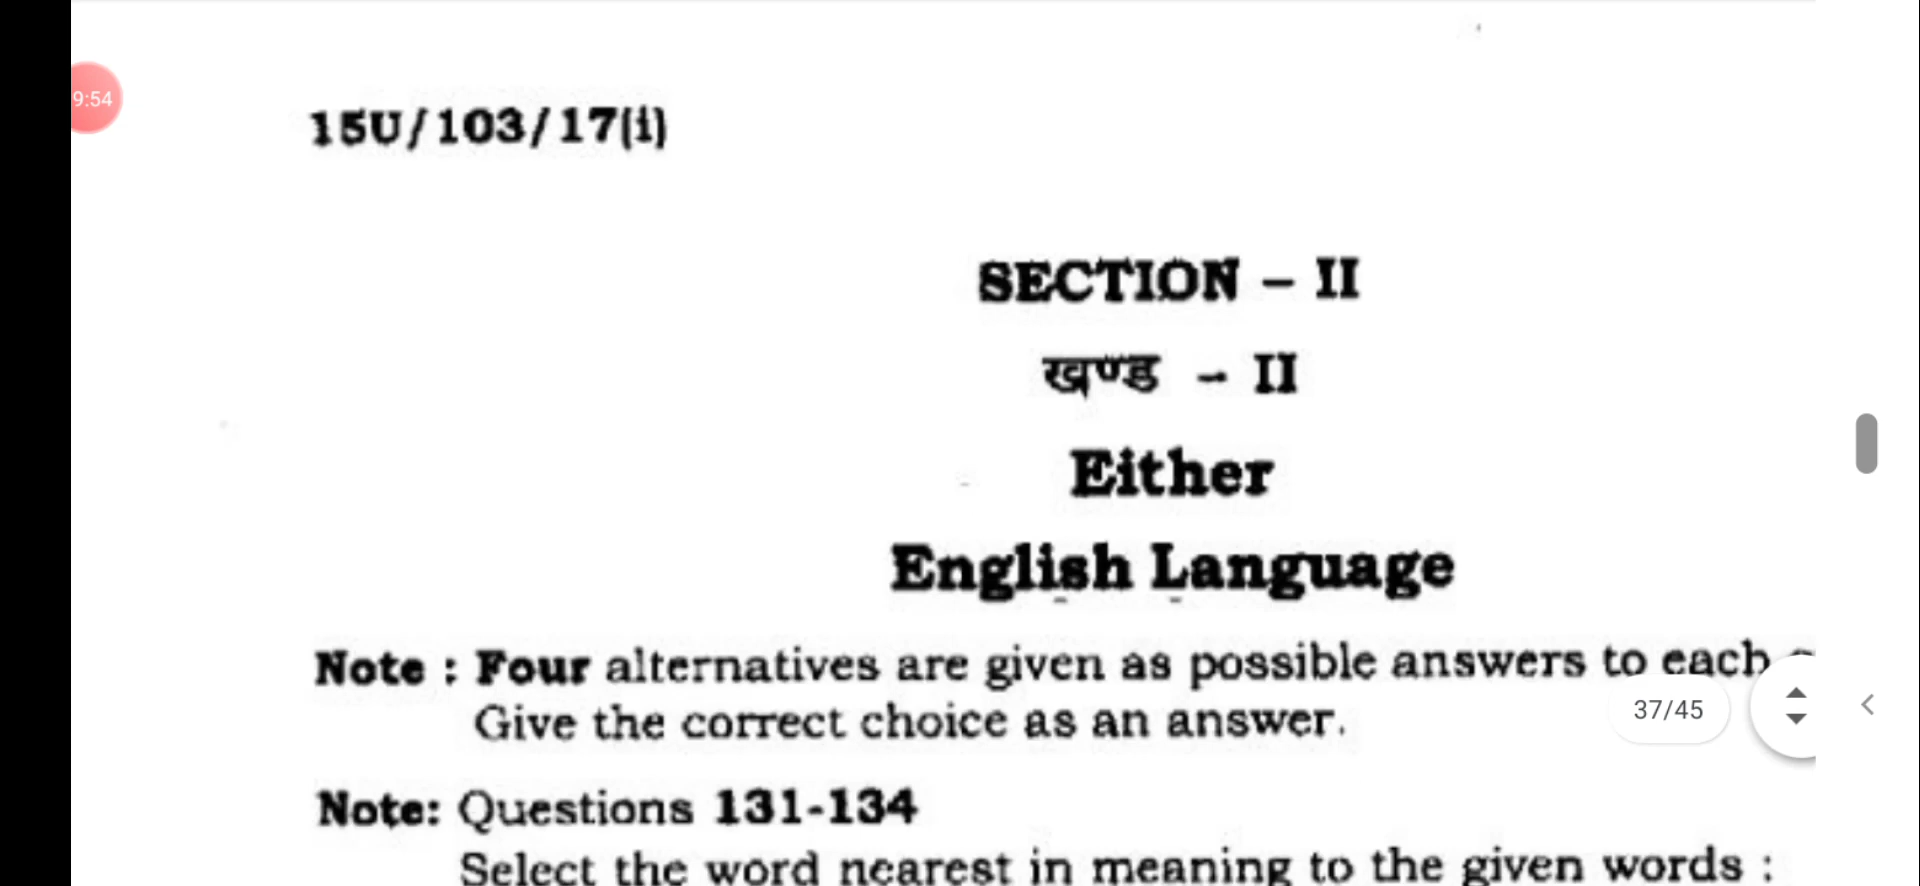 9:54
15U/103/17(i)
SECTION – II
खण्ड - II
Either
English Language
Note : Four alternatives are given as possible answers to each
Give the correct choice as an answer.
37/45
Note: Questions 131-134
Select the word nearest in meaning to the given words :